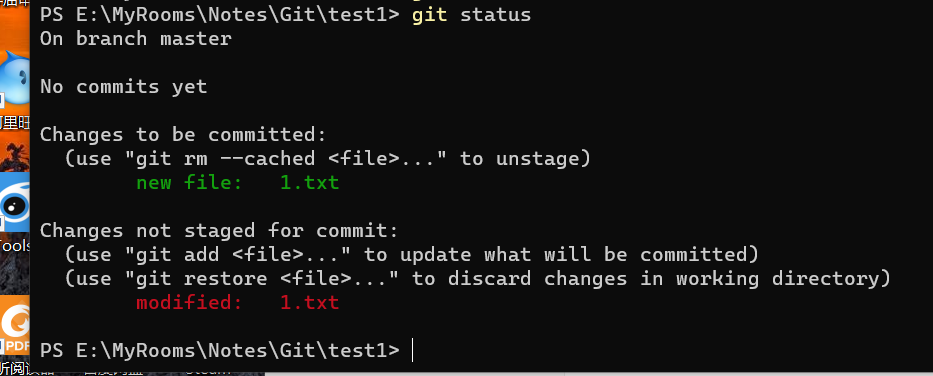 PS E:\MyRooms\Notes\Git\test1> git status
On branch master
No commits yet
Changes to be committed:
(use "git rm --cached <file>..." to unstage)
new file: 1.txt
Changes not staged for commit:
(use "git add <file>..." to update what will be committed)
(use "git restore <file>..." to discard changes in working directory)
modified: 1.txt
PS E:\MyRooms\Notes\Git\test1>
Tools
PDF